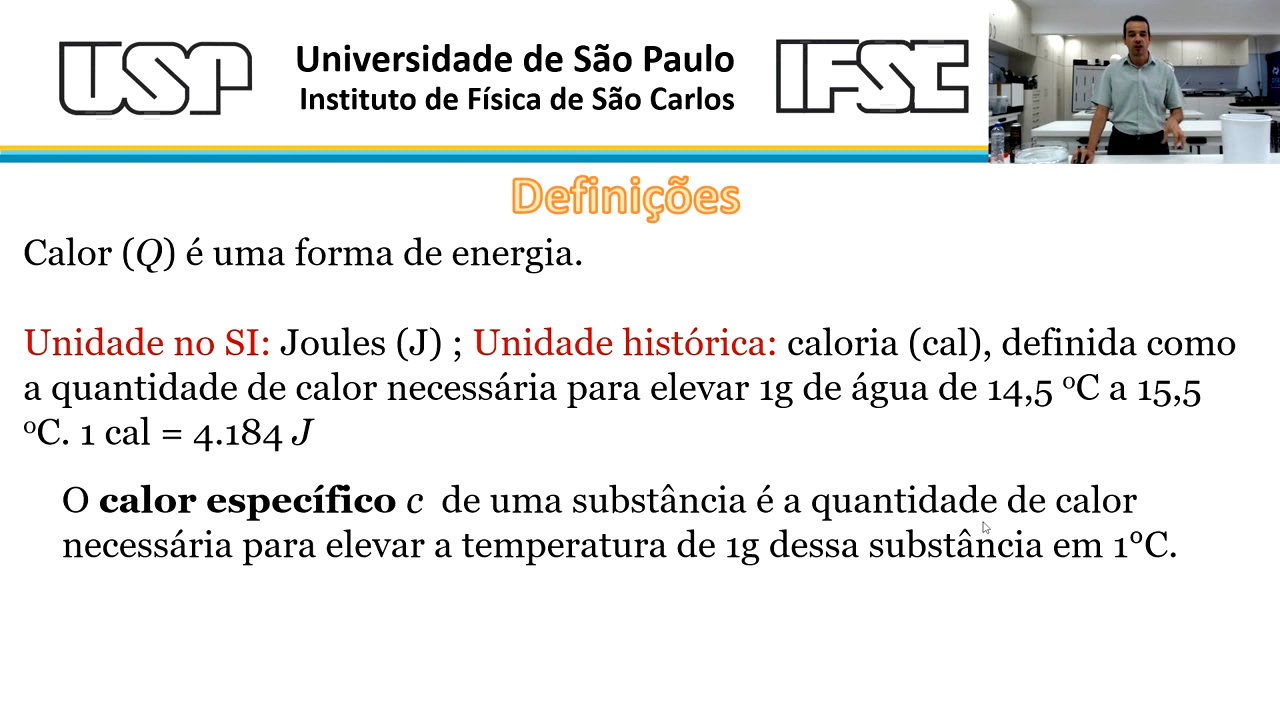 USP
Universidade de São Paulo
Instituto de Física de São Carlos
IFSC
Definições
Calor (Q) é uma forma de energia.
Unidade no SI: Joules (J) ; Unidade histórica: caloria (cal), definida como
a quantidade de calor necessária para elevar 1g de água de 14,5 ºC a 15,5
ºC. 1 cal = 4.184 J
O calor específico c de uma substância é a quantidade de calor
necessária para elevar a temperatura de 1g dessa substância em 1°C.